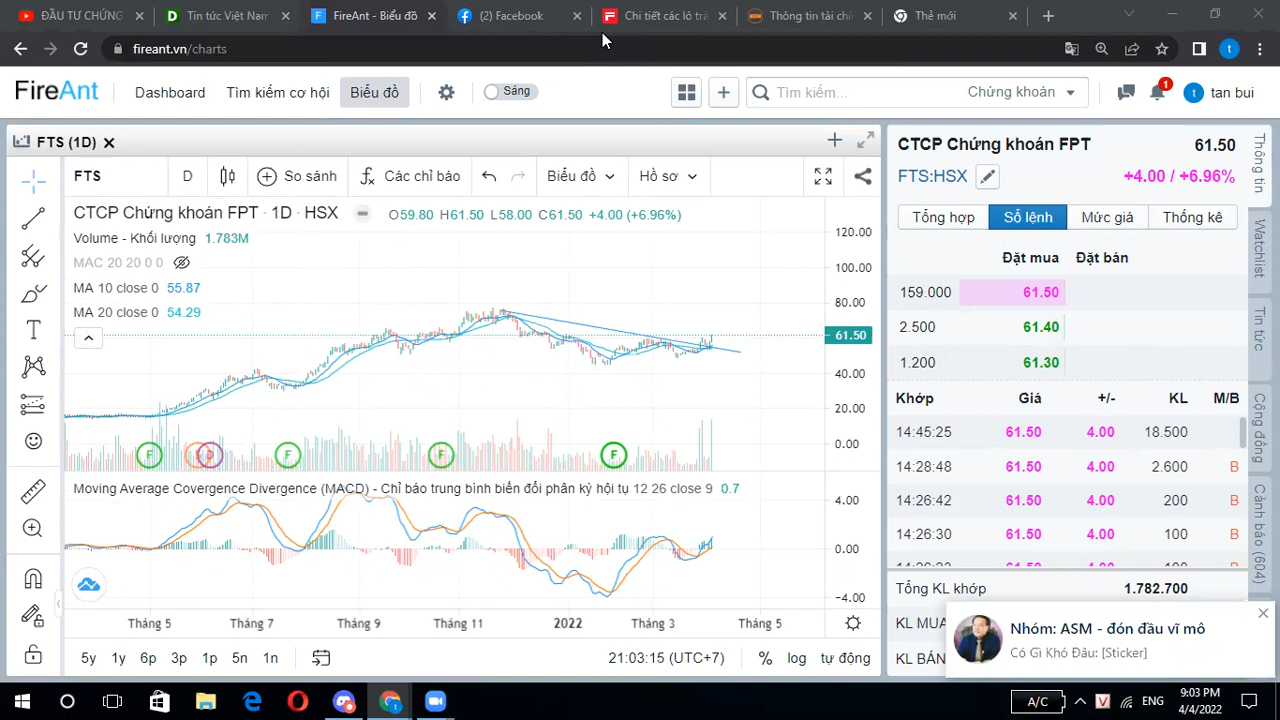 ĐẦU TƯ CHỨNG
Tin tức Việt Nam
FireAnt - Biểu đồ
(2) Facebook
Chi tiết các lô trá
Thông tin tài chí
Thẻ mới
fireant.vn/charts
t
FireAnt
Dashboard
Tìm kiếm cơ hội
Biểu đồ
Sáng
Tìm kiếm...
Chứng khoán
1
t
tan bui
FTS (1D)
FTS
D
So sánh
Các chỉ báo
Biểu đồ
Hồ sơ
CTCP Chứng khoán FPT · 1D · HSX
O59.80 H61.50 L58.00 C61.50 +4.00 (+6.96%)
Volume - Khối lượng 1.783M
MAC 20 20 0 0
MA 10 close 0 55.87
MA 20 close 0 54.29
120.00
100.00
80.00
61.50
40.00
20.00
0.00
F
D
F
F
F
Moving Average Covergence Divergence (MACD) - Chỉ báo trung bình biến đổi phân kỳ hội tụ 12 26 close 9 0.7
4.00
0.00
−4.00
Tháng 5
Tháng 7
Tháng 9
Tháng 11
2022
Tháng 3
Tháng 5
5y 1y 6p 3p 1p 5n 1n
21:03:15 (UTC+7)
% log tự động
CTCP Chứng khoán FPT 61.50
FTS:HSX +4.00 / +6.96%
Tổng hợp
Sổ lệnh
Mức giá
Thống kê
Đặt mua Đặt bán
159.000 61.50
2.500 61.40
1.200 61.30
Khớp Giá +/- KL M/B
14:45:25 61.50 4.00 18.500
14:28:48 61.50 4.00 2.600 B
14:26:42 61.50 4.00 200 B
14:26:30 61.50 4.00 100 B
Tổng KL khớp 1.782.700
KL MUA
KL BÁN
Thông tin
Watchlist
Tin tức
Cộng đồng
Cảnh báo (604)
Nhóm: ASM - đón đầu vĩ mô
Có Gì Khó Đâu: [Sticker]
A/C
V
ENG
9:03 PM
4/4/2022